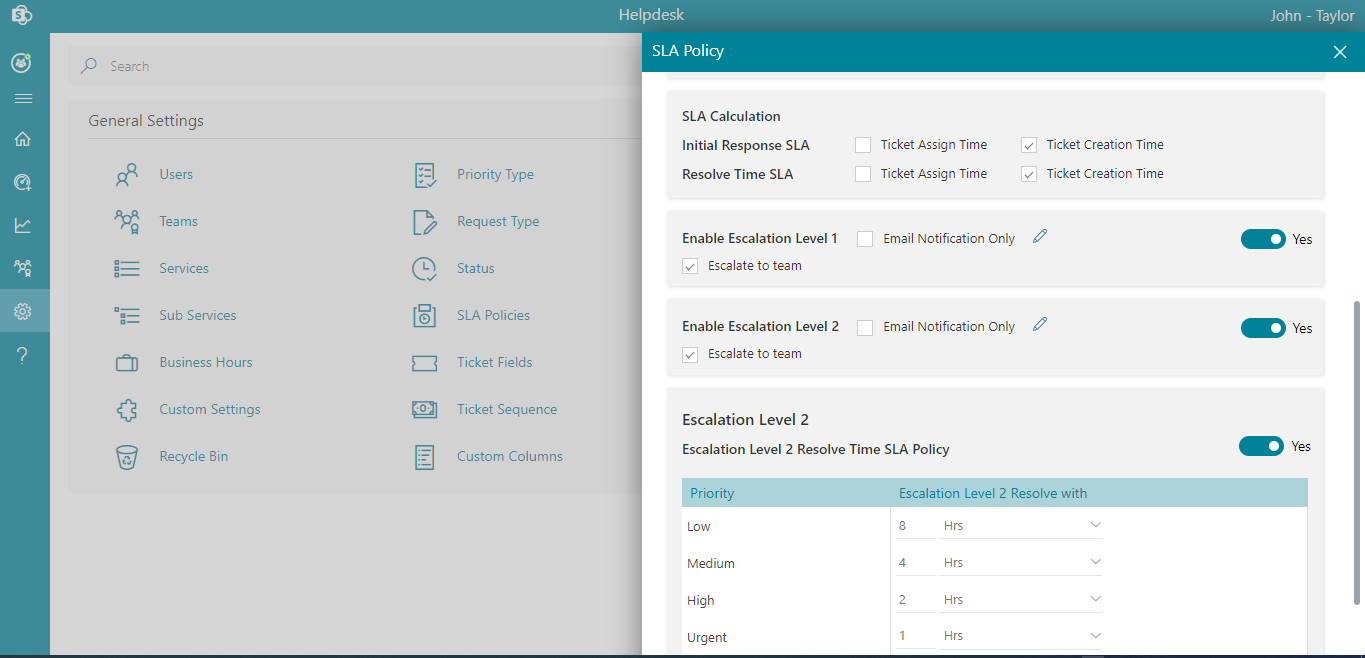 Helpdesk
John - Taylor
SLA Policy
Search
General Settings
Users
Priority Type
Teams
Request Type
Services
Status
Sub Services
SLA Policies
Business Hours
Ticket Fields
Custom Settings
Ticket Sequence
Recycle Bin
Custom Columns
SLA Calculation
Initial Response SLA Ticket Assign Time Ticket Creation Time
Resolve Time SLA Ticket Assign Time Ticket Creation Time
Enable Escalation Level 1 Email Notification Only Yes
Escalate to team
Enable Escalation Level 2 Email Notification Only Yes
Escalate to team
Escalation Level 2
Escalation Level 2 Resolve Time SLA Policy Yes
Priority Escalation Level 2 Resolve with
Low 8 Hrs
Medium 4 Hrs
High 2 Hrs
Urgent 1 Hrs